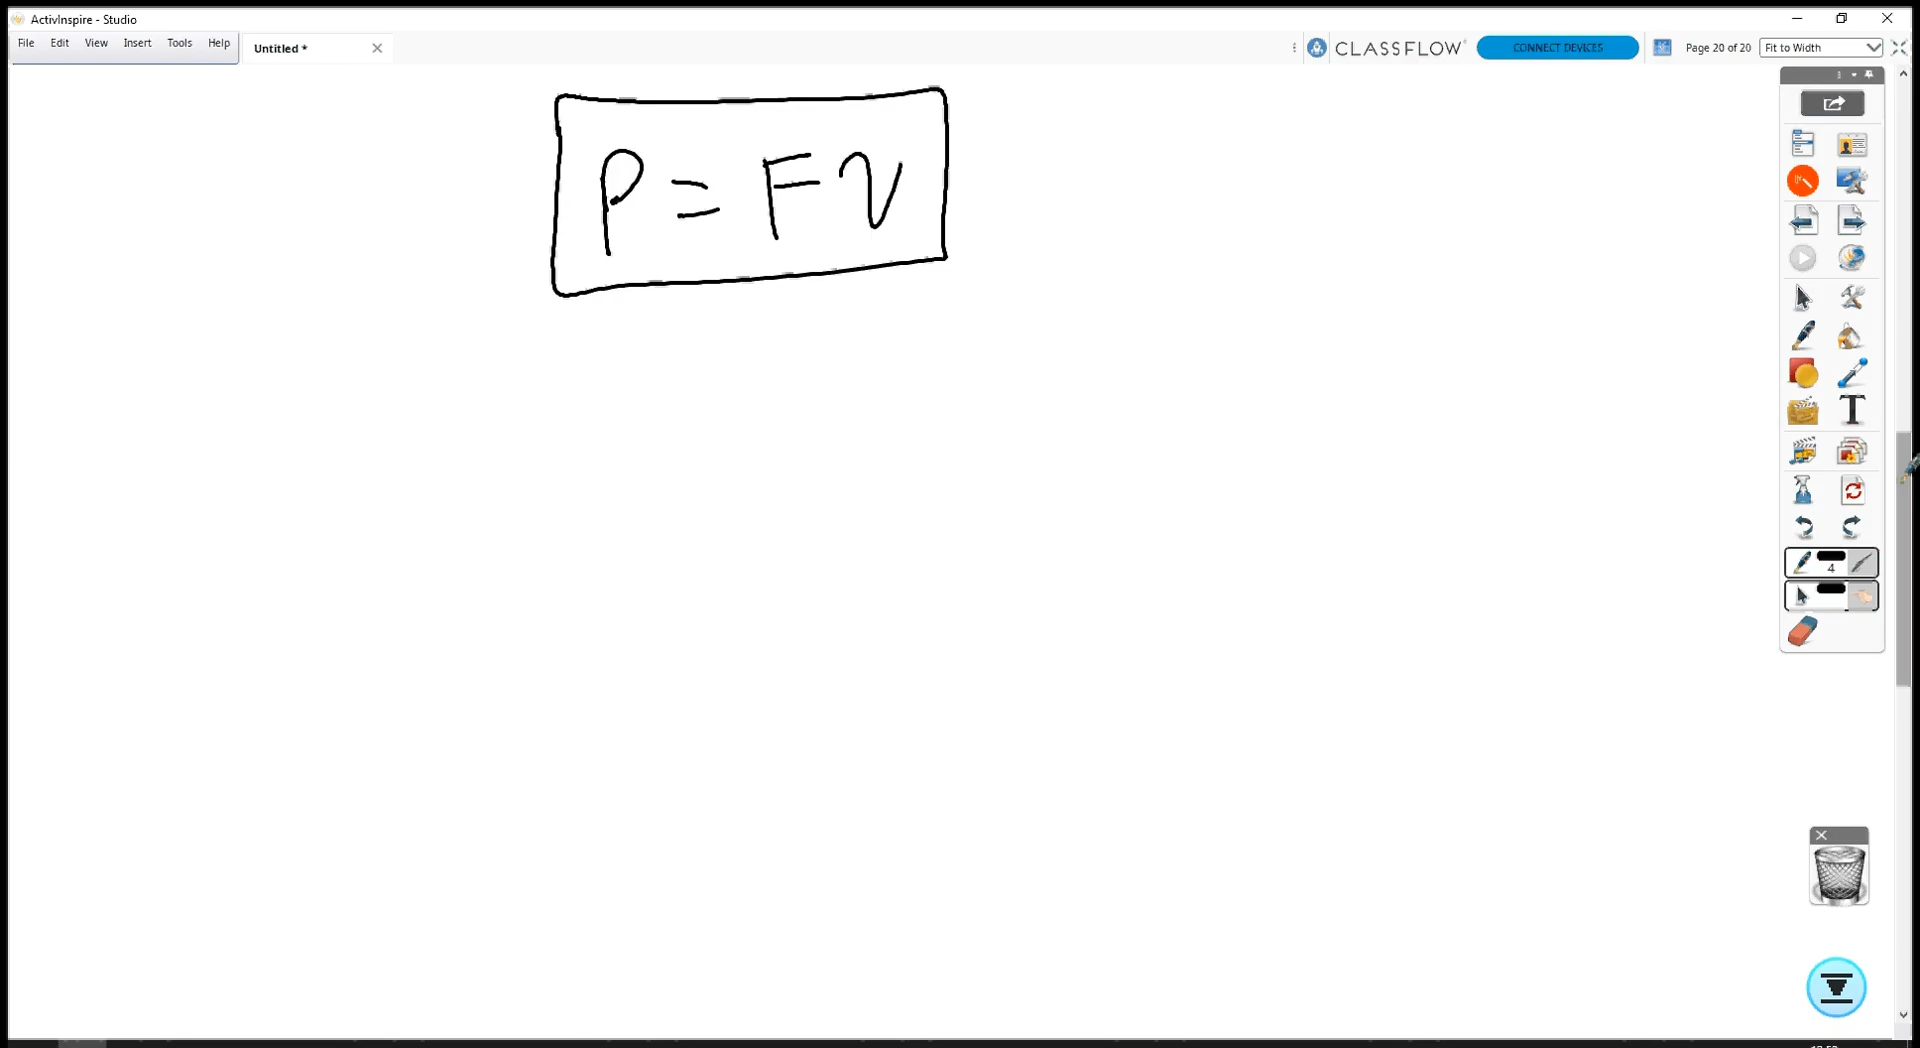 ActivInspire - Studio
File Edit View Insert Tools Help
Untitled *
CLASSFLOW
CONNECT DEVICES
Page 20 of 20
Fit to Width
P = Fv
T
4